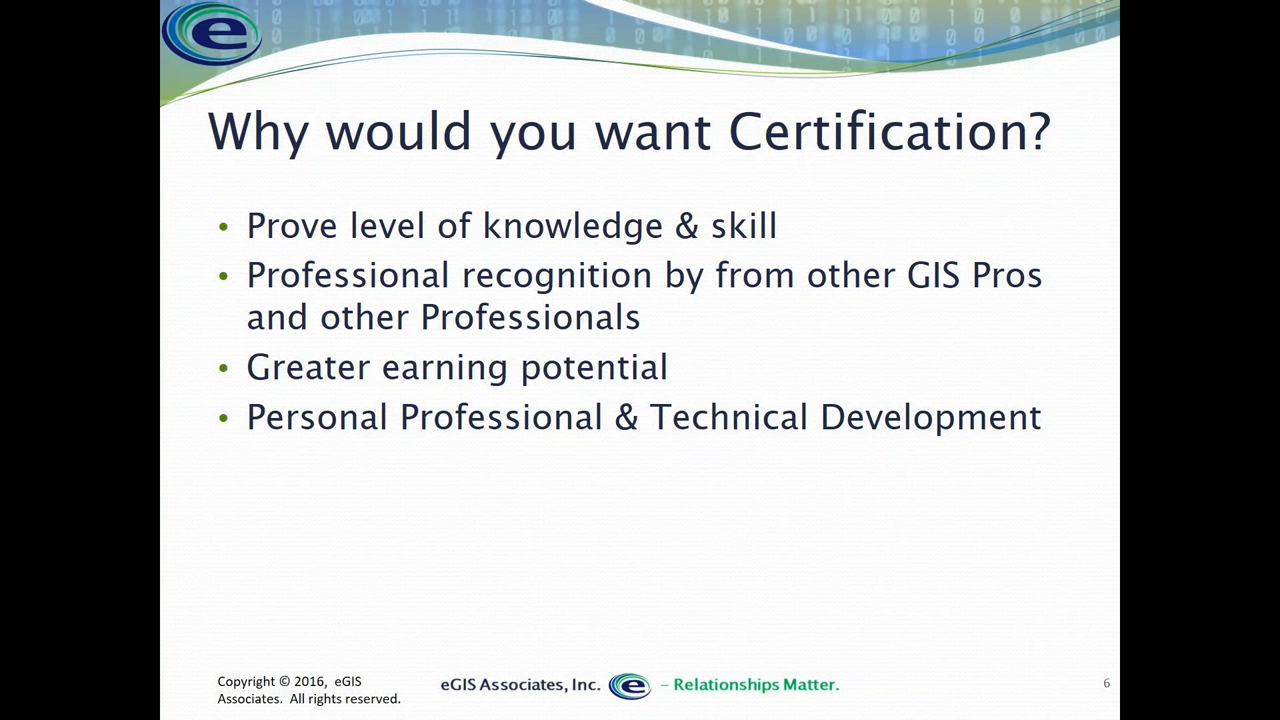 e
Why would you want Certification?
• Prove level of knowledge & skill
• Professional recognition by from other GIS Pros
and other Professionals
• Greater earning potential
• Personal Professional & Technical Development
Copyright © 2016, eGIS
Associates. All rights reserved.
eGIS Associates, Inc. e – Relationships Matter.
6